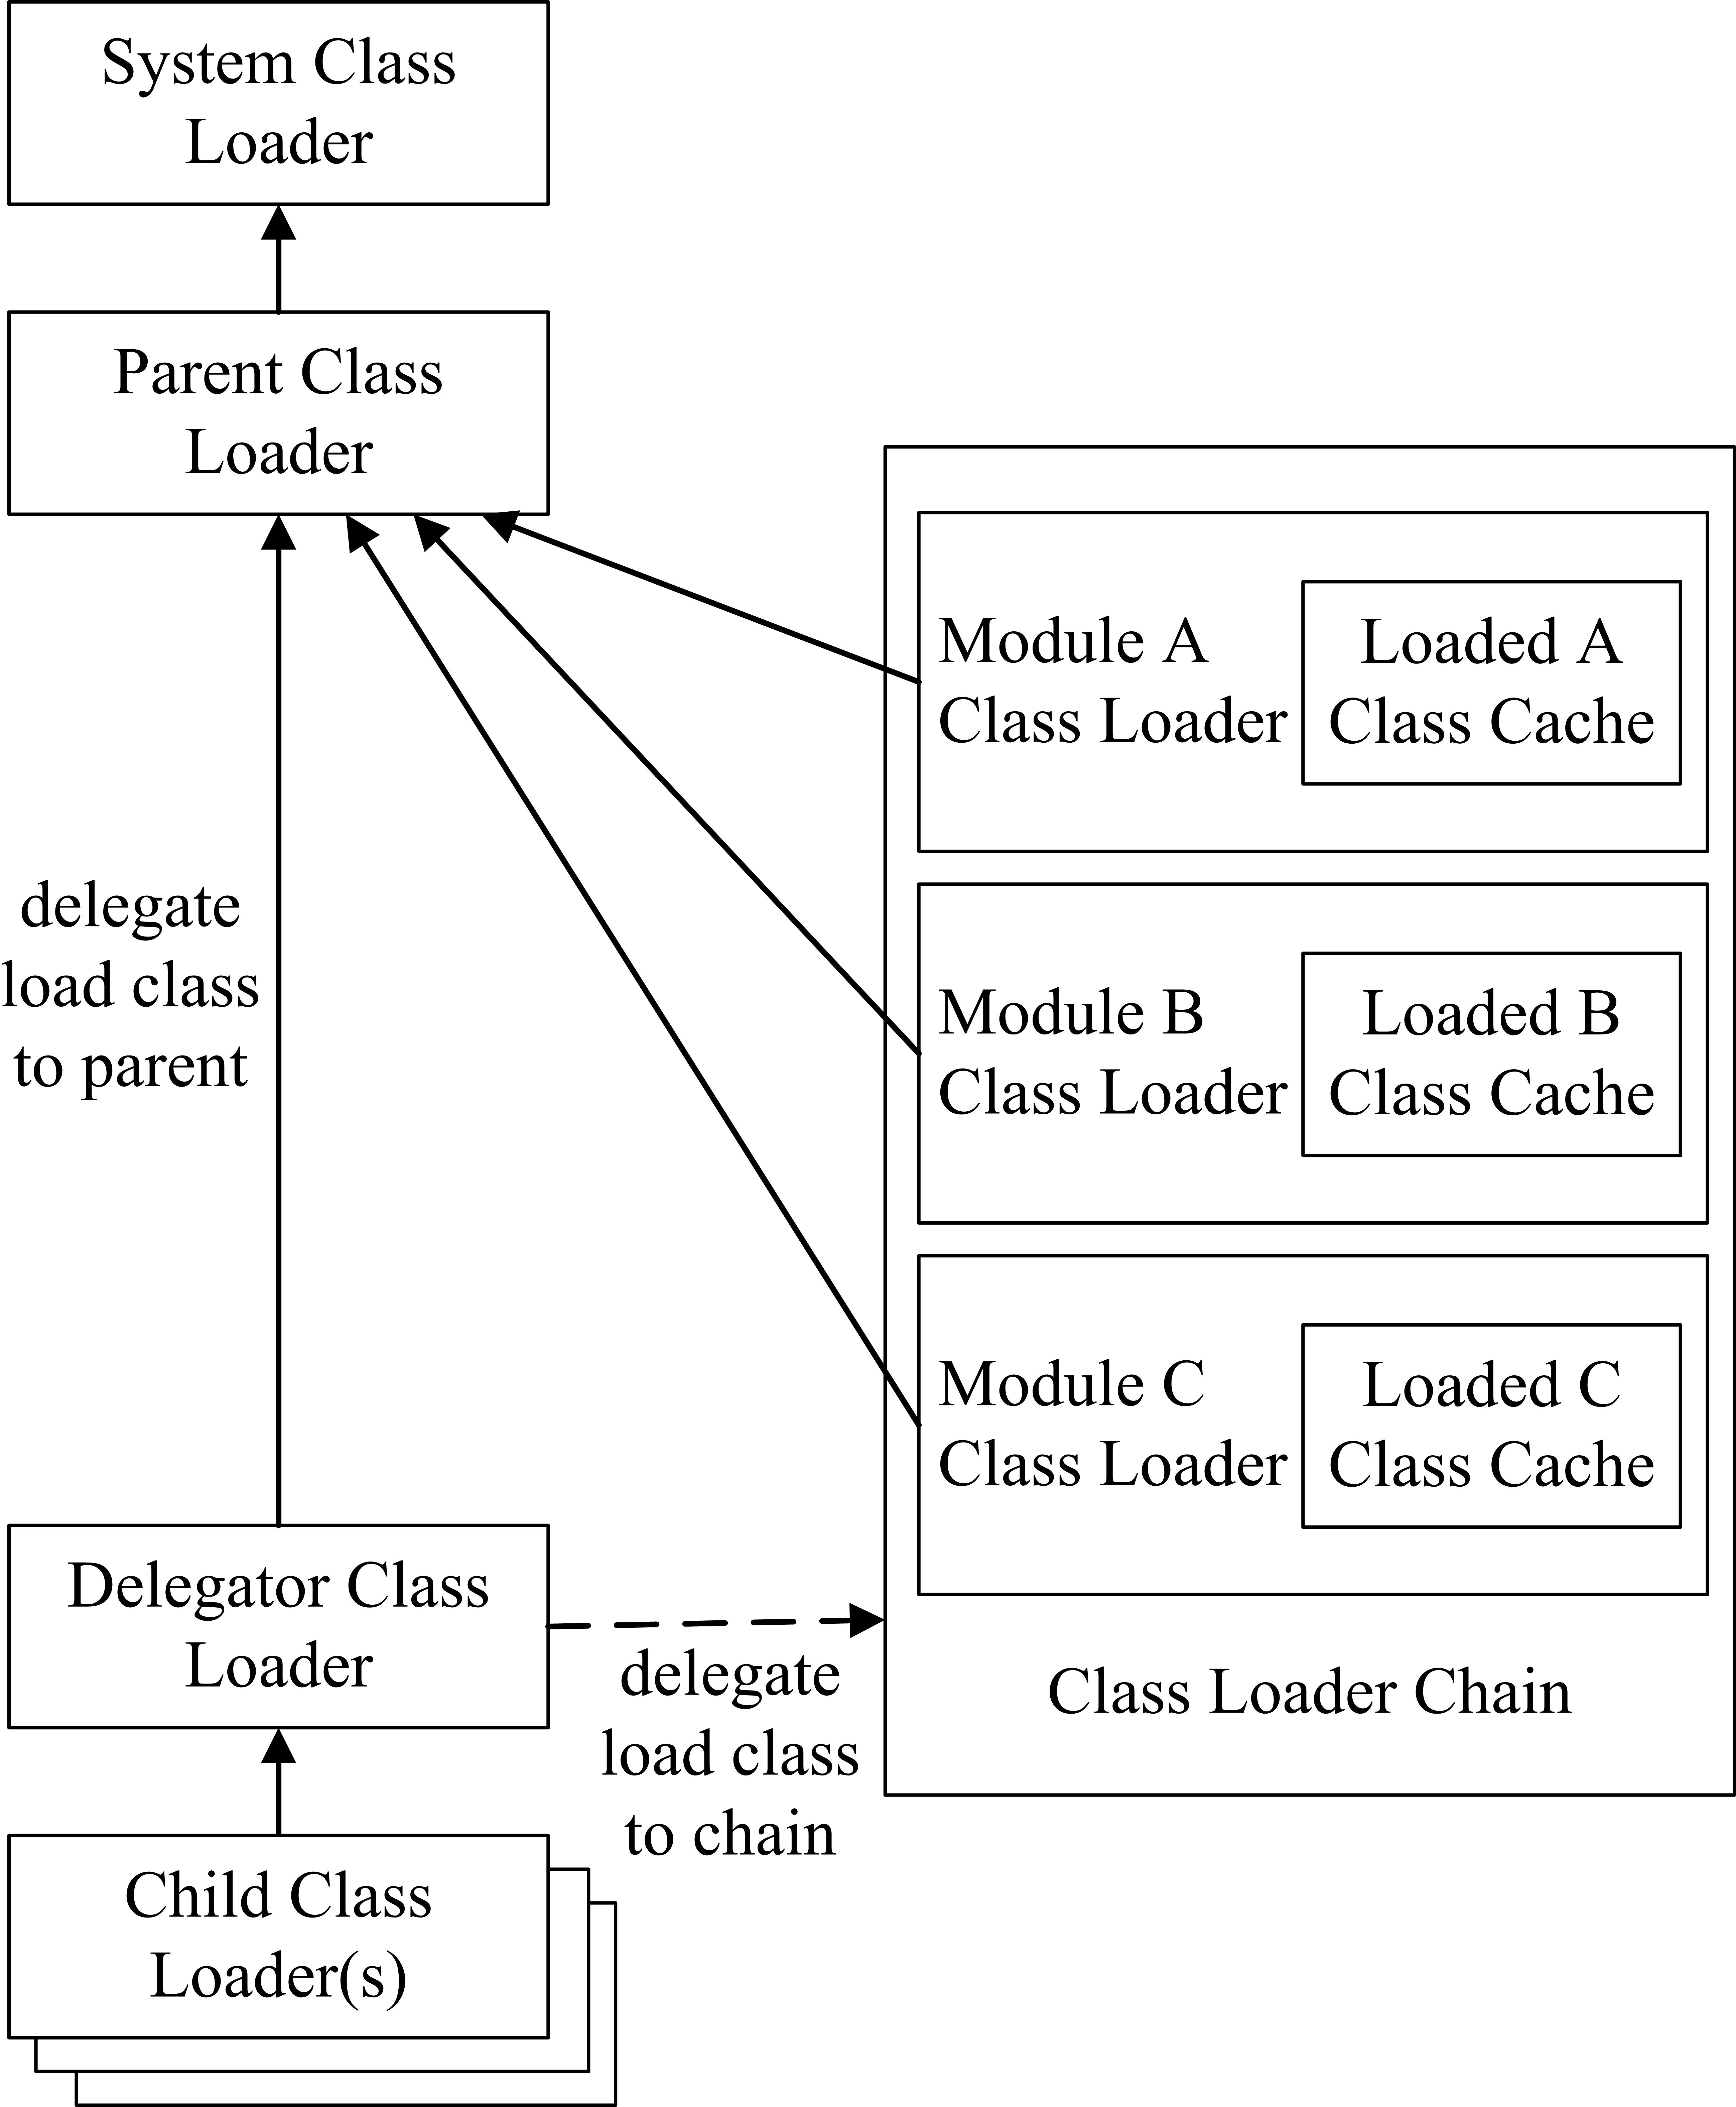 System Class
Loader
Parent Class
Loader
Module A
Class Loader
Loaded A
Class Cache
delegate
load class
to parent
Module B
Class Loader
Loaded B
Class Cache
Module C
Class Loader
Loaded C
Class Cache
Delegator Class
Loader
delegate
load class
to chain
Class Loader Chain
Child Class
Loader(s)